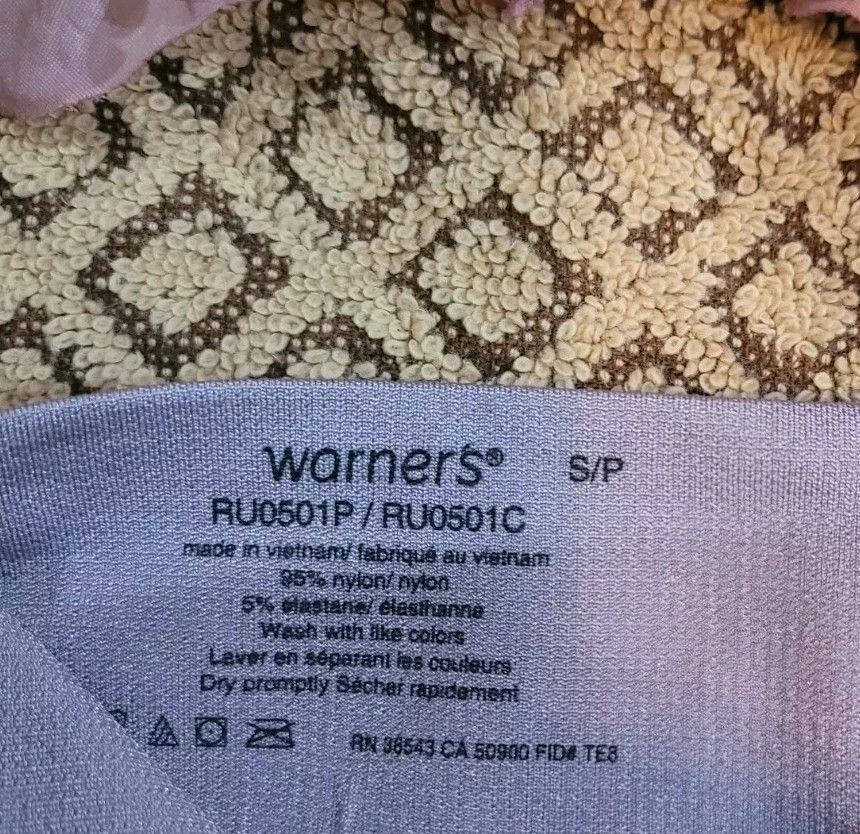 warner's® S/P
RU0501P / RU0501C
made in vietnam/ fabriqué au vietnam
95% nylon/ nylon
5% elastane/ élasthanne
Wash with like colors
Laver en séparant les couleurs
Dry promptly Sécher rapidement
RN 36543 CA 50900 FID# TE8